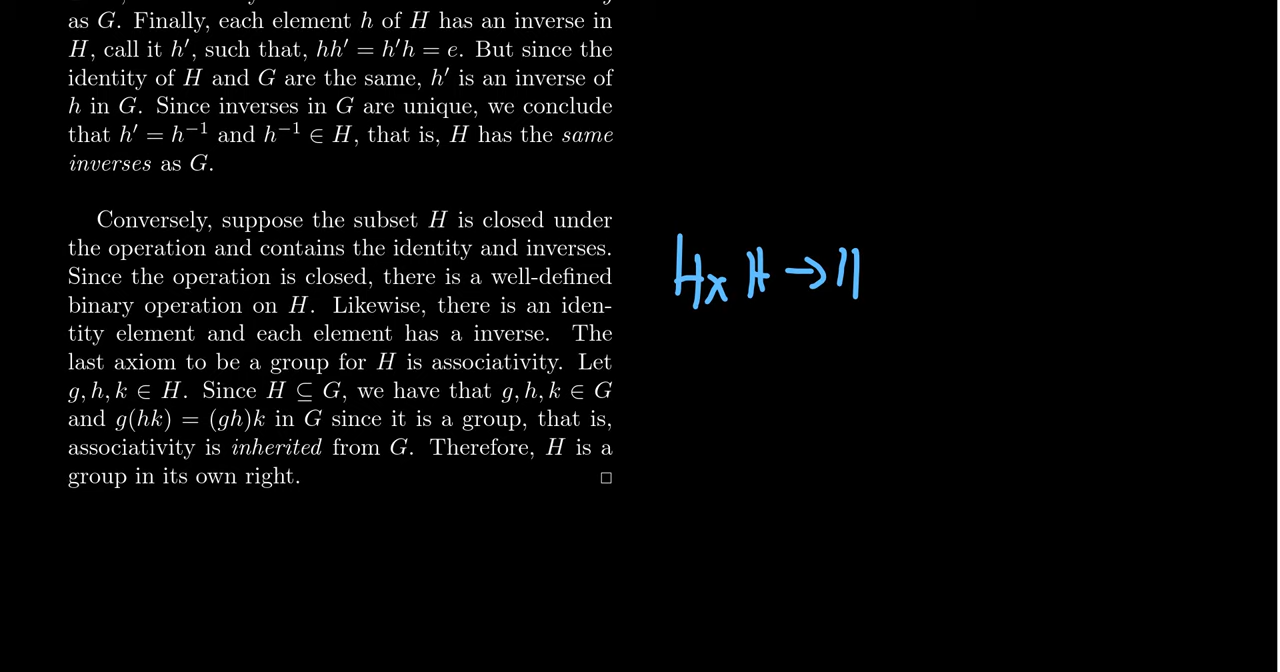 as G. Finally, each element h of H has an inverse in
H, call it h′, such that, hh′ = h′h = e. But since the
identity of H and G are the same, h′ is an inverse of
h in G. Since inverses in G are unique, we conclude
that h′ = h⁻¹ and h⁻¹ ∈ H, that is, H has the same
inverses as G.
Conversely, suppose the subset H is closed under
the operation and contains the identity and inverses.
Since the operation is closed, there is a well-defined
binary operation on H. Likewise, there is an iden-
tity element and each element has a inverse. The
last axiom to be a group for H is associativity. Let
g, h, k ∈ H. Since H ⊆ G, we have that g, h, k ∈ G
and g(hk) = (gh)k in G since it is a group, that is,
associativity is inherited from G. Therefore, H is a
group in its own right. □
H x H →